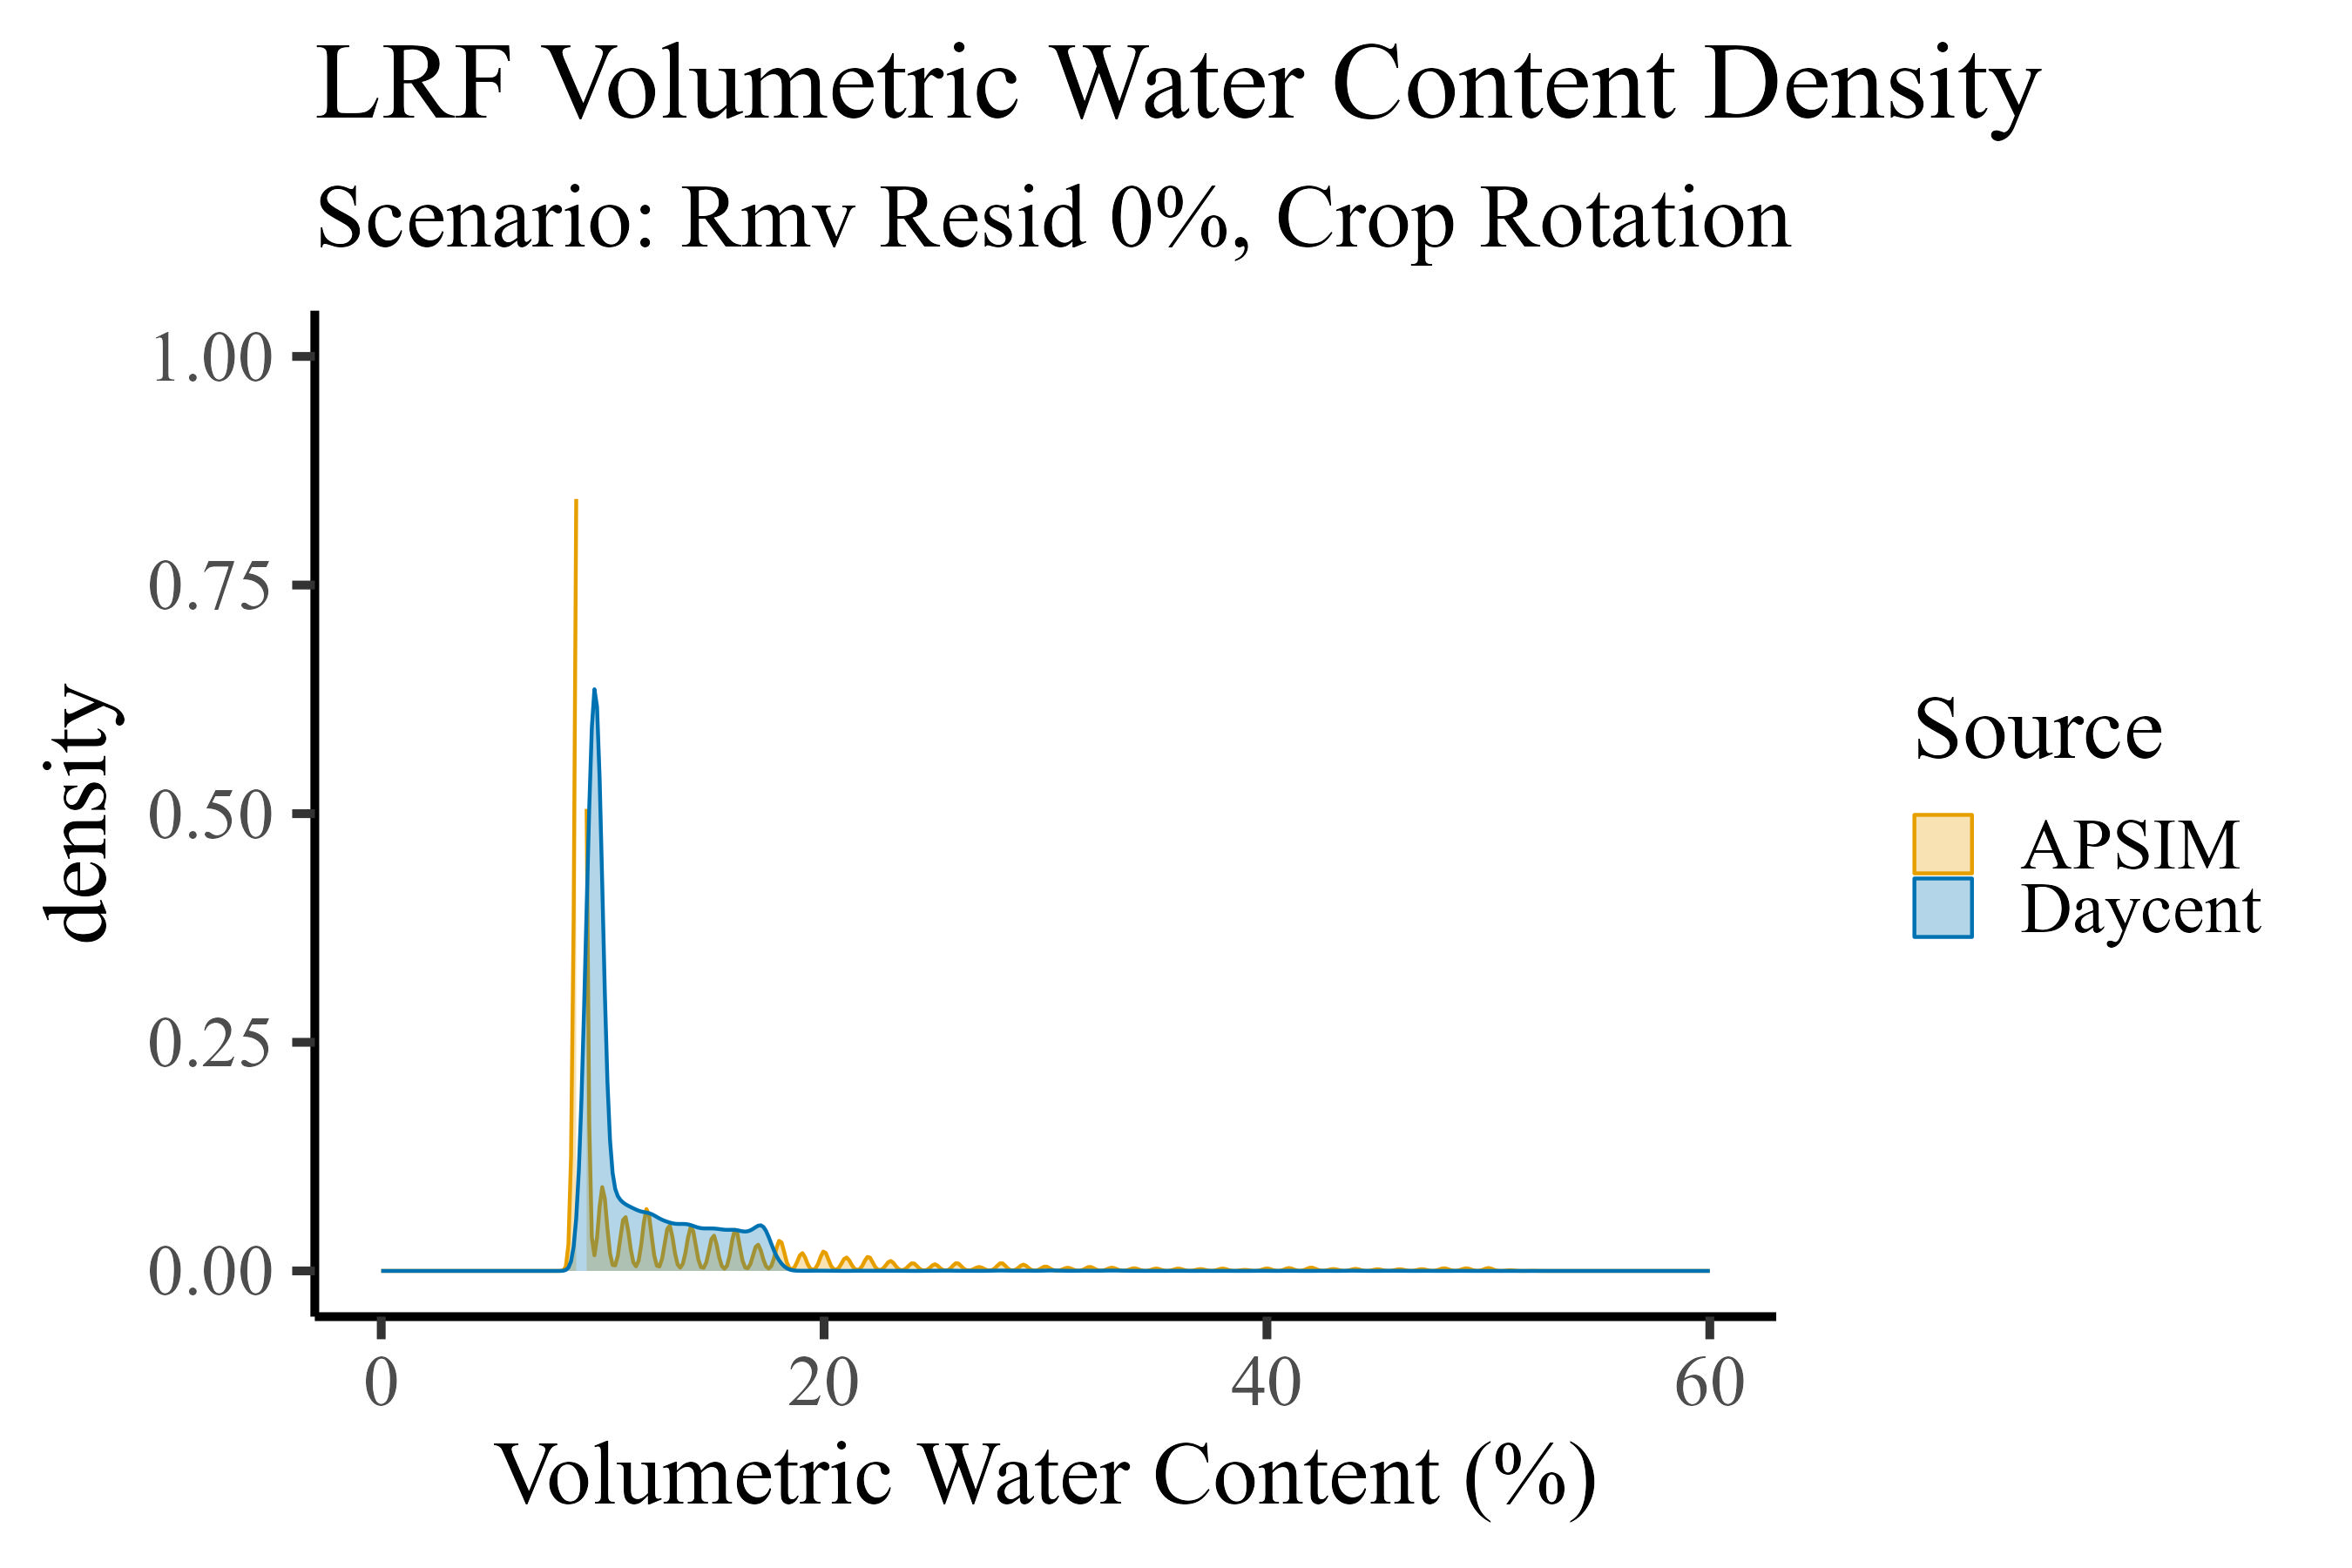 LRF Volumetric Water Content Density
Scenario: Rmv Resid 0%, Crop Rotation
1.00
0.75
0.50
0.25
0.00
density
0 20 40 60
Volumetric Water Content (%)
Source
APSIM
Daycent